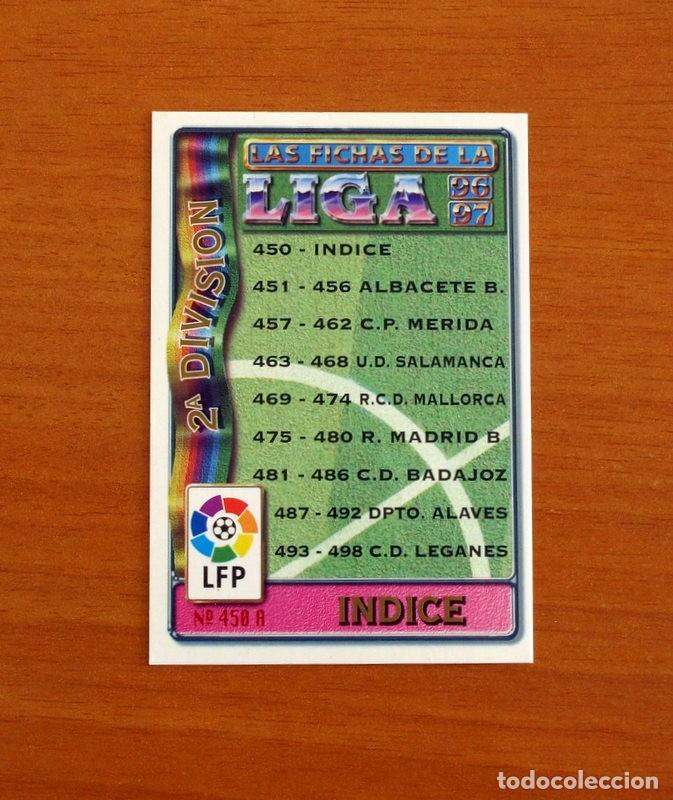 LAS FICHAS DE LA
LIGA
96
97
2ª DIVISION
450 - INDICE
451 - 456 ALBACETE B.
457 - 462 C.P. MERIDA
463 - 468 U.D. SALAMANCA
469 - 474 R.C.D. MALLORCA
475 - 480 R. MADRID B
481 - 486 C.D. BADAJOZ
487 - 492 DPTO. ALAVES
493 - 498 C.D. LEGANES
LFP
Nº 450 A
INDICE
todocoleccion